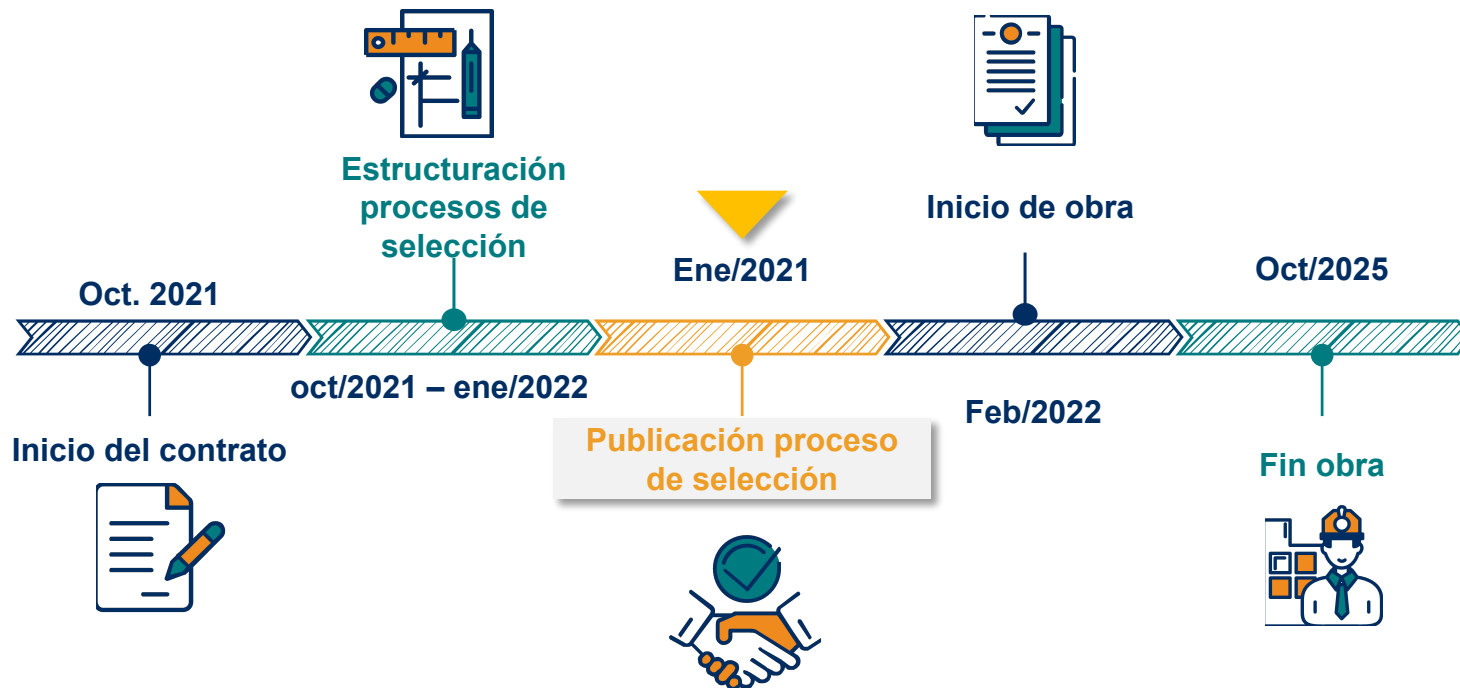 Oct. 2021
Inicio del contrato
Estructuración
procesos de
selección
oct/2021 – ene/2022
Ene/2021
Publicación proceso
de selección
Inicio de obra
Feb/2022
Oct/2025
Fin obra